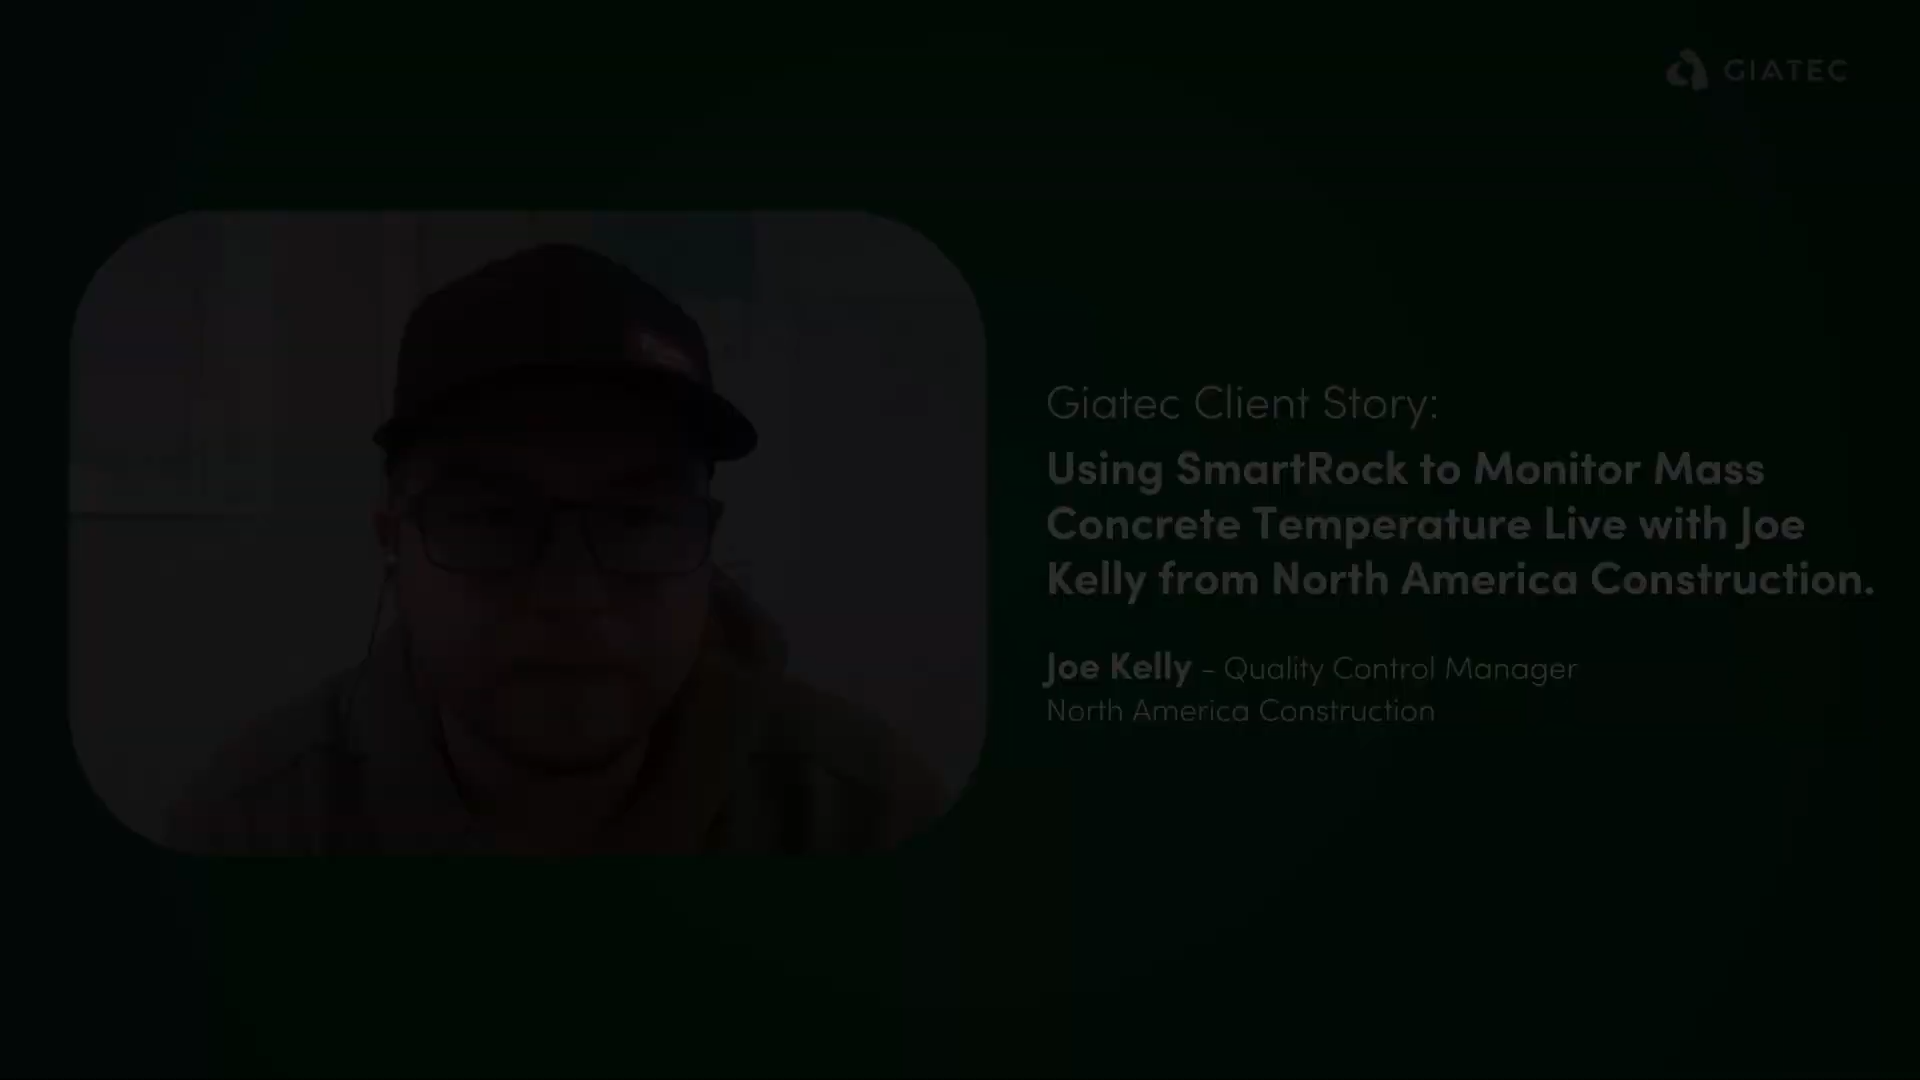 GIATEC
Giatec Client Story:
Using SmartRock to Monitor Mass
Concrete Temperature Live with Joe
Kelly from North America Construction.
Joe Kelly – Quality Control Manager
North America Construction